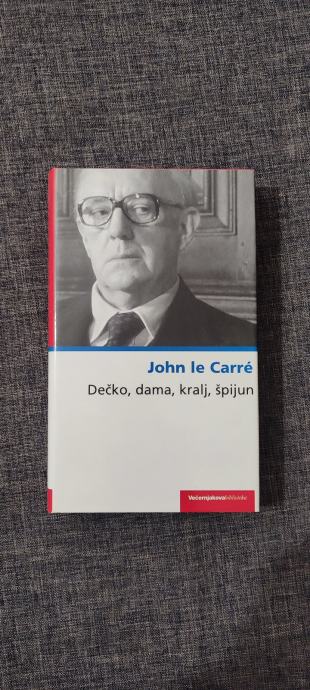 John le Carré
Dečko, dama, kralj, špijun
Večernjakova biblioteka